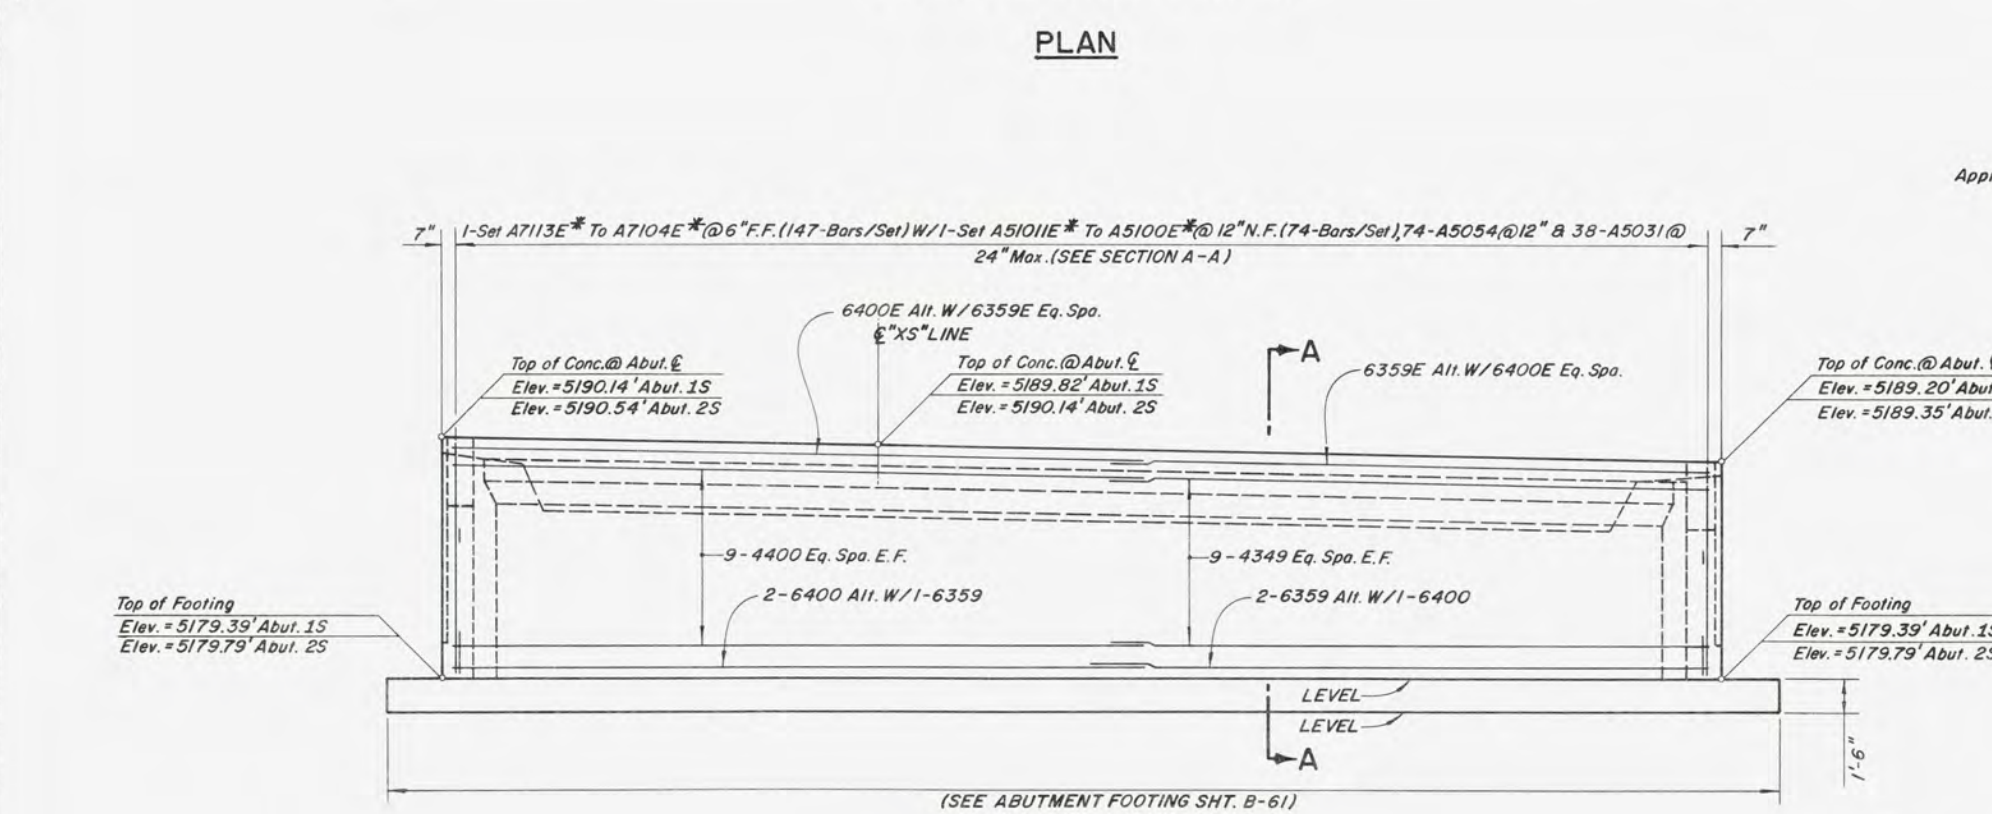 PLAN
Appl
7" 1-Set A7113E* To A7104E*@6"F.F.(147-Bars/Set)W/1-Set A51011E* To A5100E*@12"N.F.(74-Bars/Set),74-A5054@12" & 38-A5031@ 7"
24"Max.(SEE SECTION A-A)
6400E Alt. W/6359E Eq. Spa.
℄"XS"LINE
A
Top of Conc.@ Abut. ℄
Elev. = 5190.14' Abut. 1S
Elev. = 5190.54' Abut. 2S
Top of Conc.@ Abut. ℄
Elev. = 5189.82' Abut. 1S
Elev. = 5190.14' Abut. 2S
6359E Alt. W/6400E Eq. Spa.
Top of Conc.@ Abut.
Elev. = 5189.20' Abut
Elev. = 5189.35' Abut.
9-4400 Eq. Spa. E.F.
9-4349 Eq. Spa. E.F.
2-6400 Alt. W/1-6359
2-6359 Alt. W/1-6400
Top of Footing
Elev. = 5179.39' Abut. 1S
Elev. = 5179.79' Abut. 2S
Top of Footing
Elev. = 5179.39' Abut. 1S
Elev. = 5179.79' Abut. 2S
LEVEL
LEVEL
A
1'-6"
(SEE ABUTMENT FOOTING SHT. B-61)